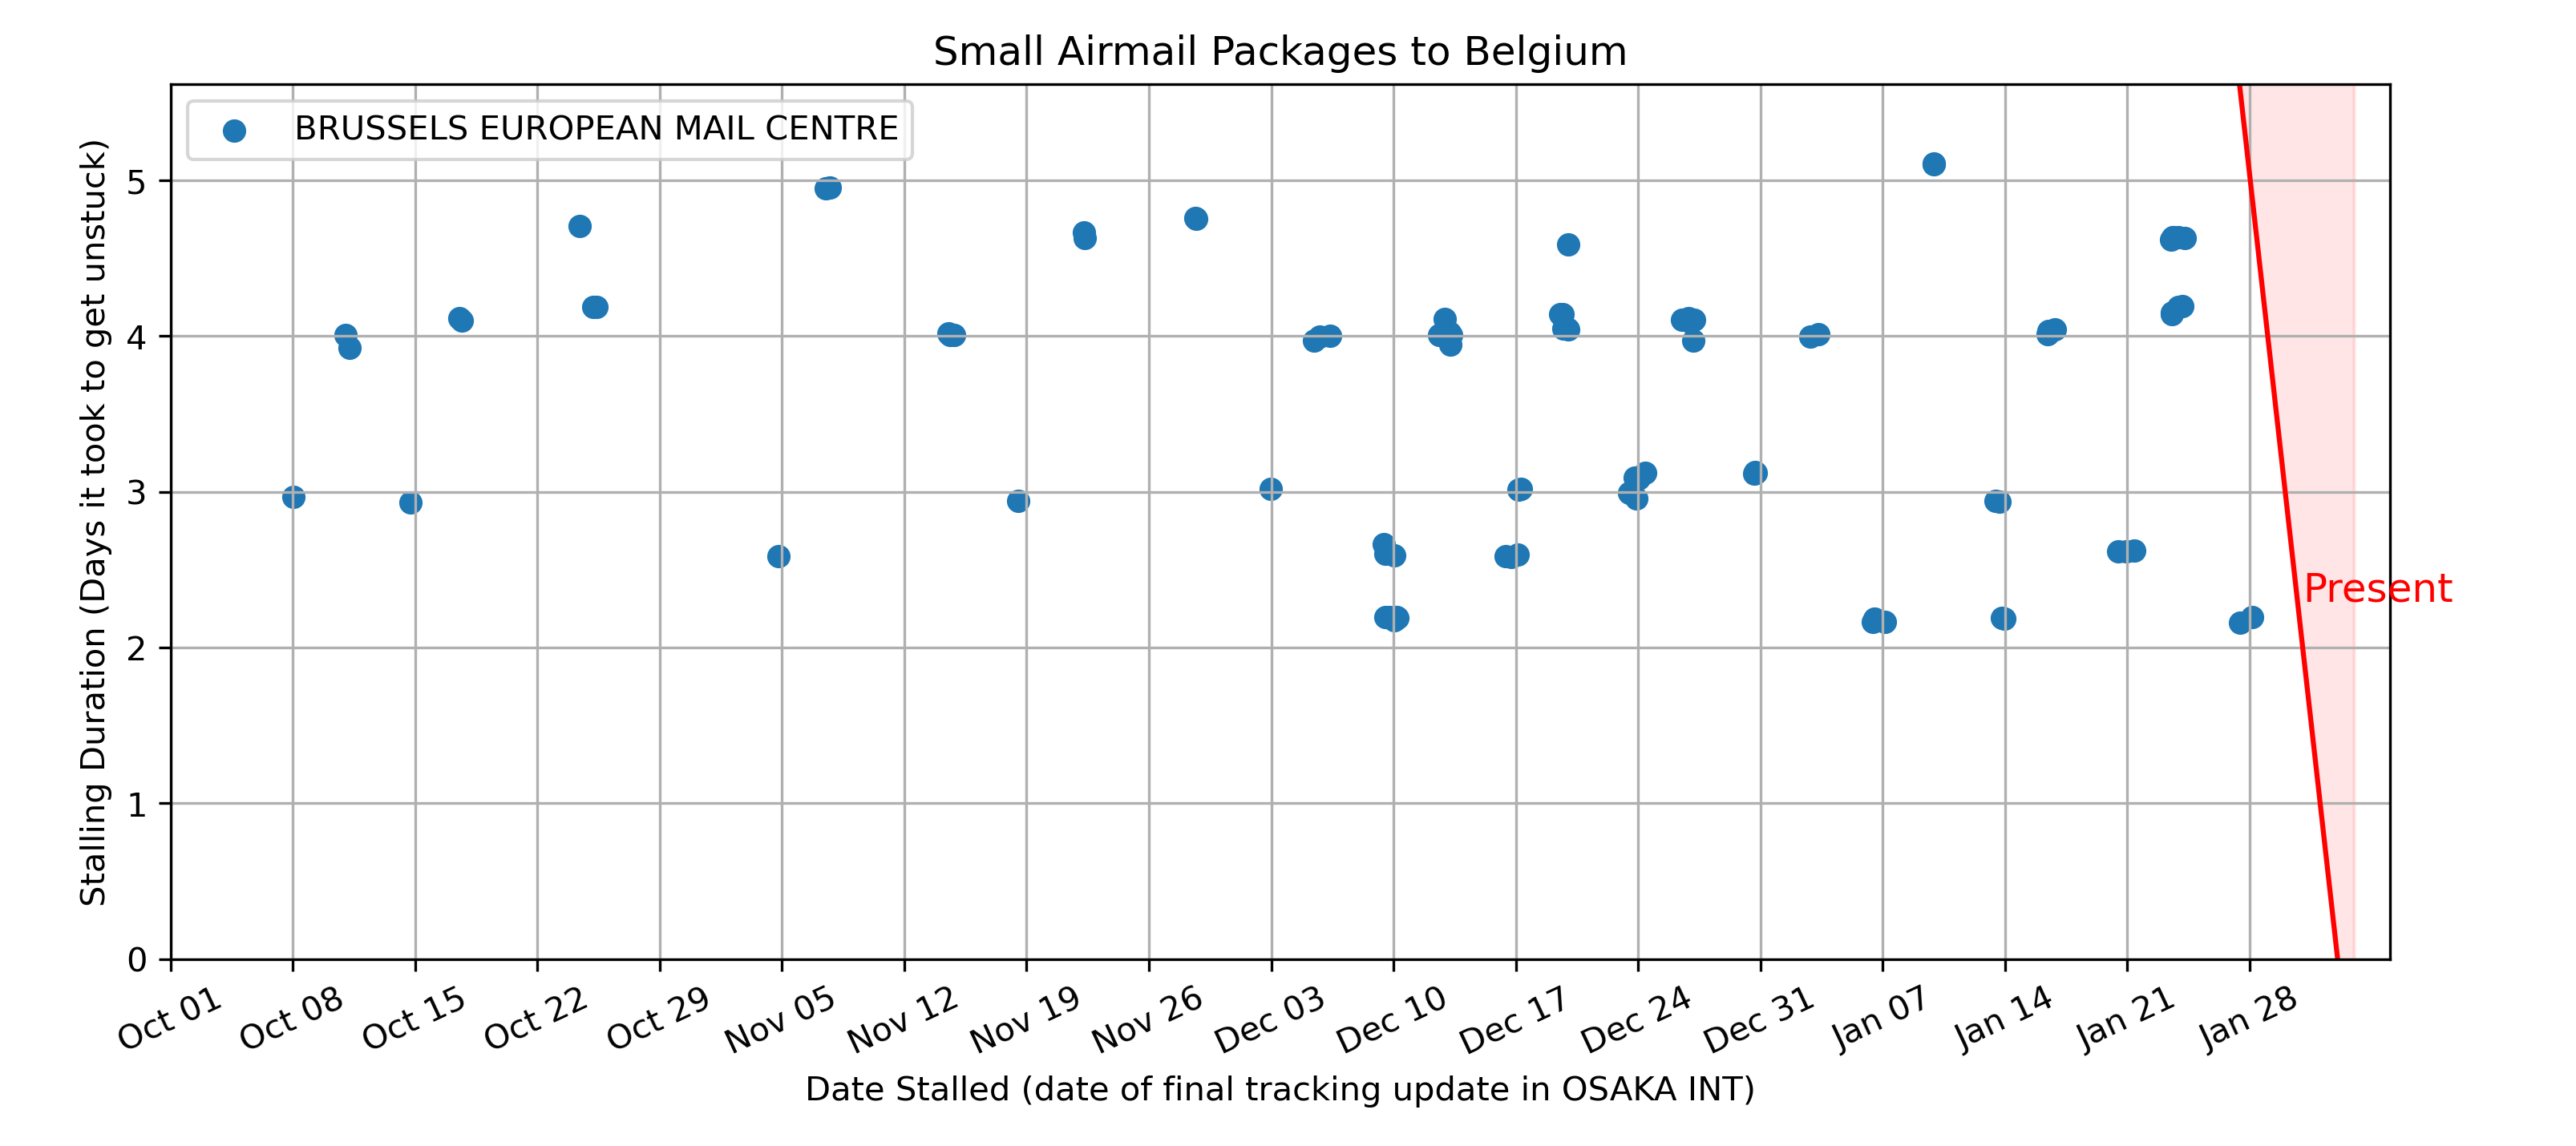 Small Airmail Packages to Belgium
BRUSSELS EUROPEAN MAIL CENTRE
Stalling Duration (Days it took to get unstuck)
5
4
3
2
1
0
Present
Oct 01 Oct 08 Oct 15 Oct 22 Oct 29 Nov 05 Nov 12 Nov 19 Nov 26 Dec 03 Dec 10 Dec 17 Dec 24 Dec 31 Jan 07 Jan 14 Jan 21 Jan 28
Date Stalled (date of final tracking update in OSAKA INT)